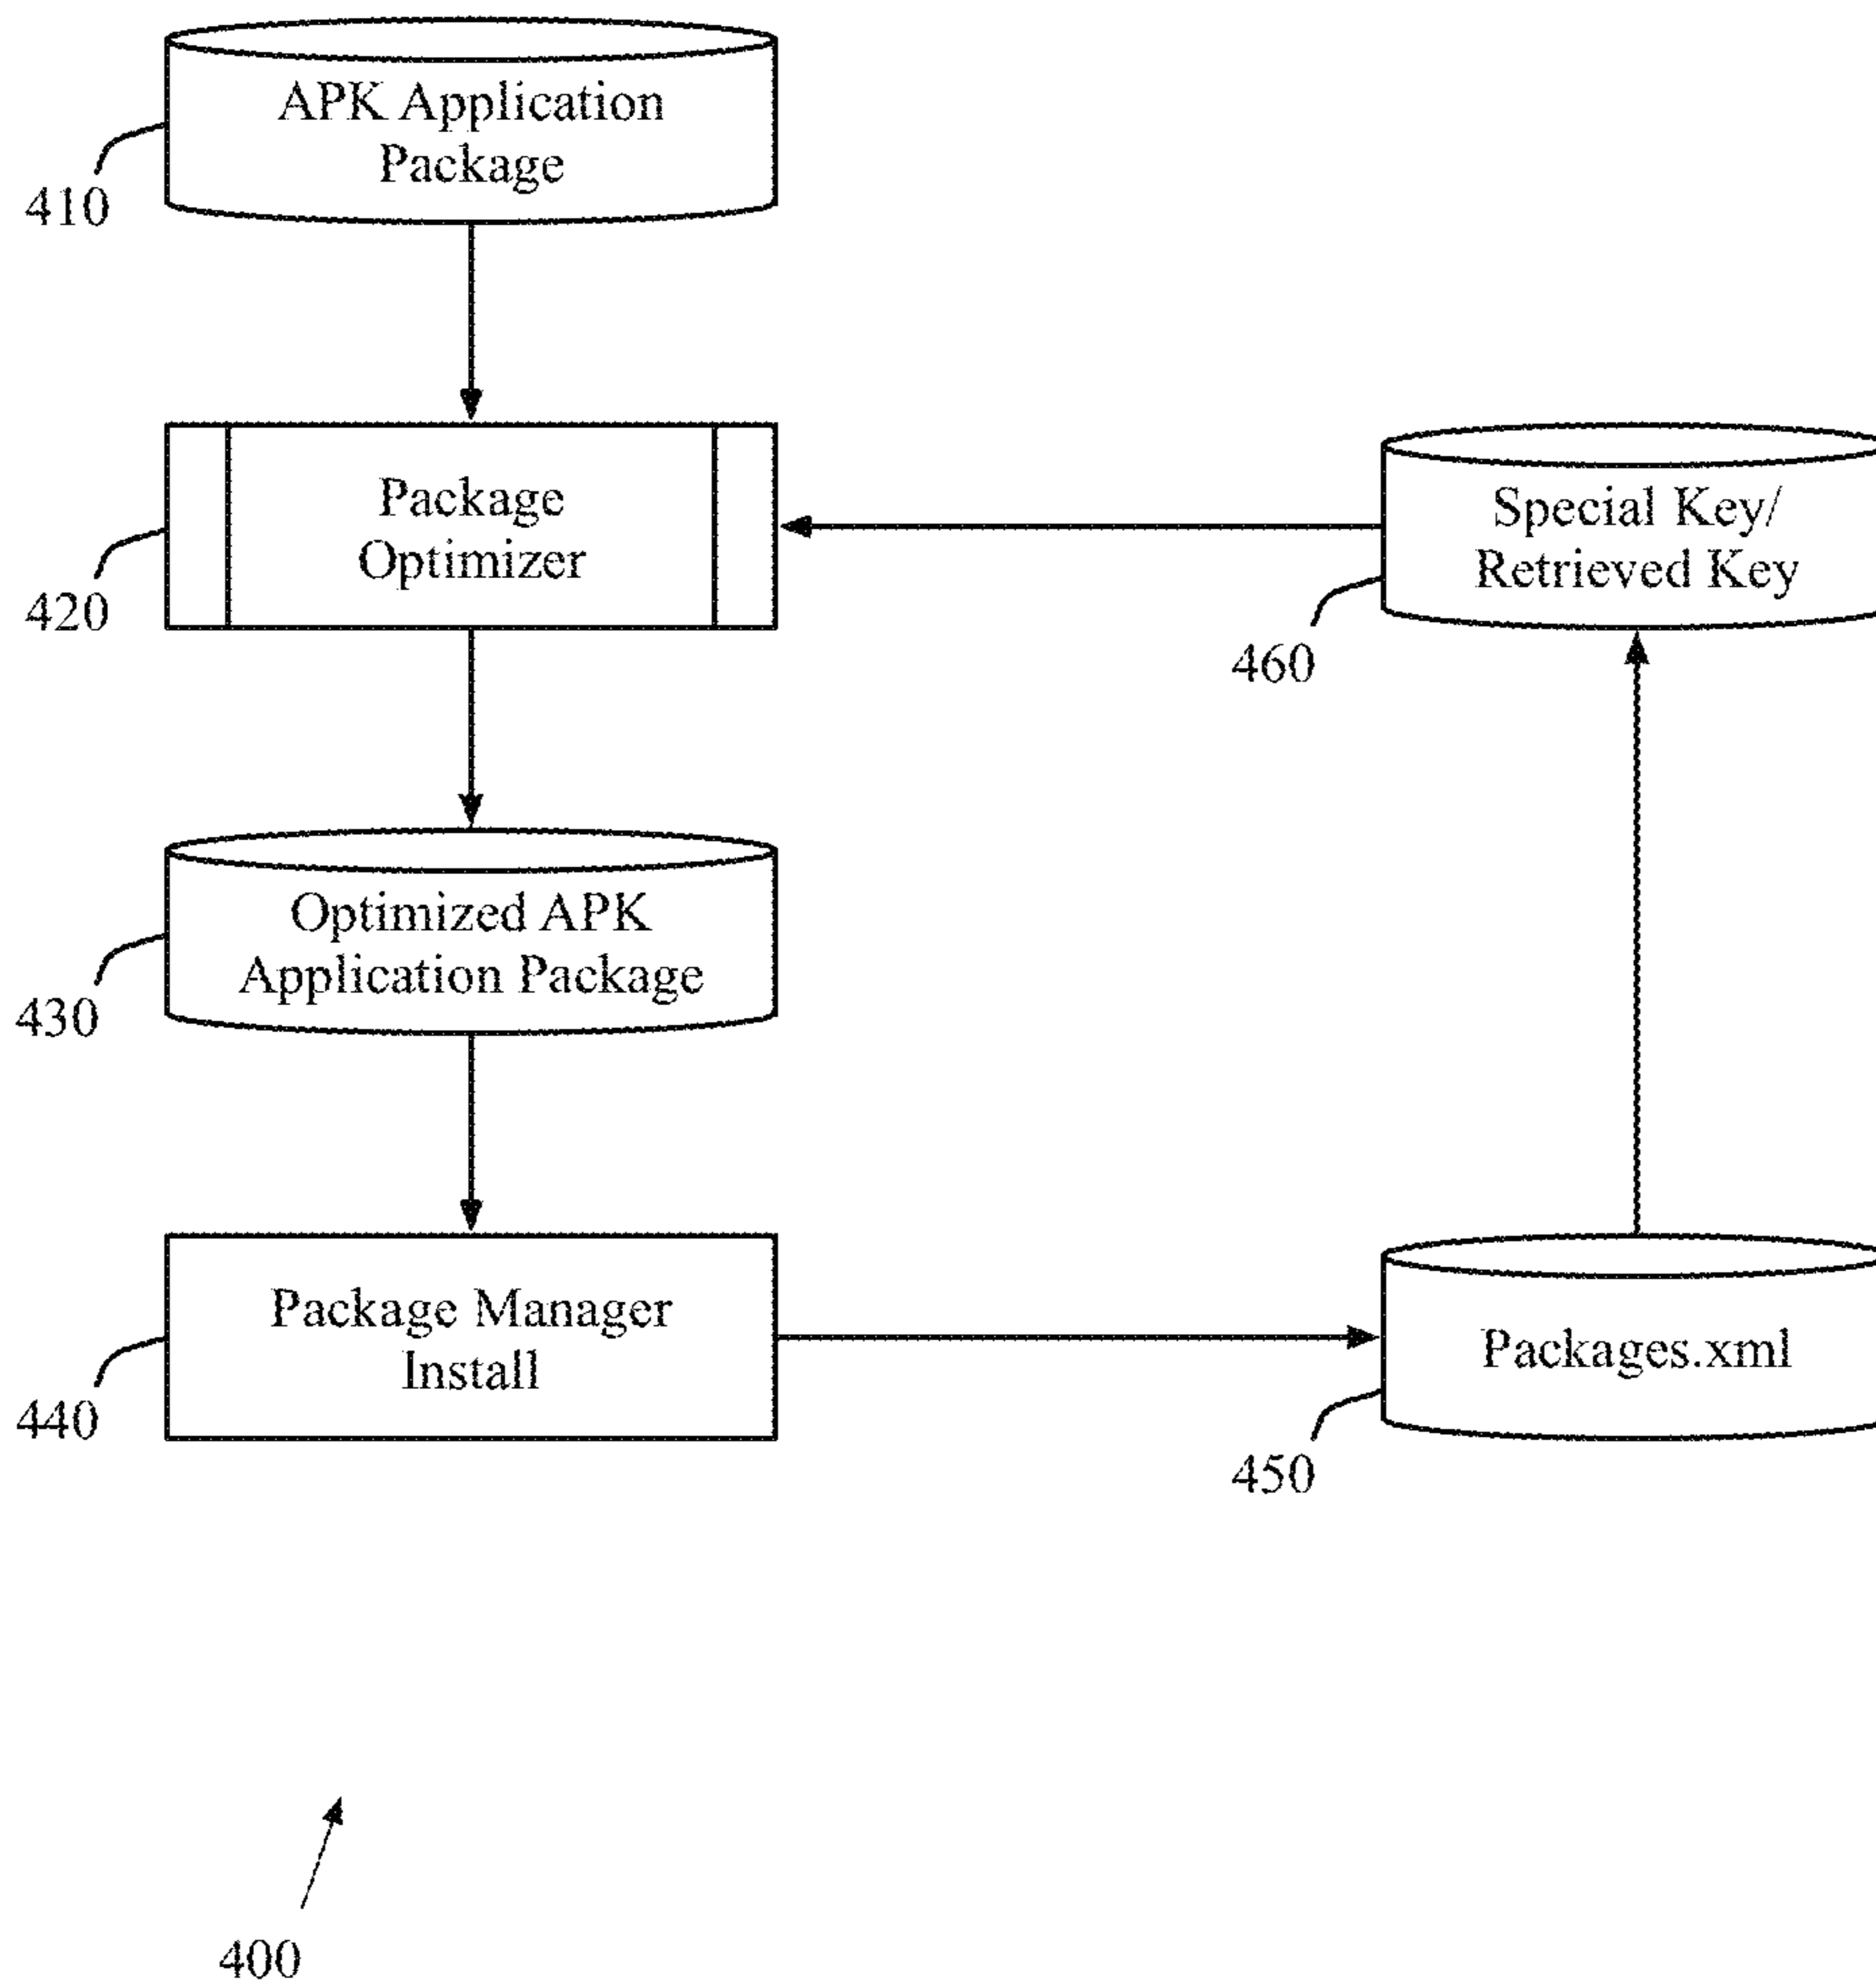 APK Application
Package
410
Package
Optimizer
420
Special Key/
Retrieved Key
460
Optimized APK
Application Package
430
Package Manager
Install
440
Packages.xml
450
400